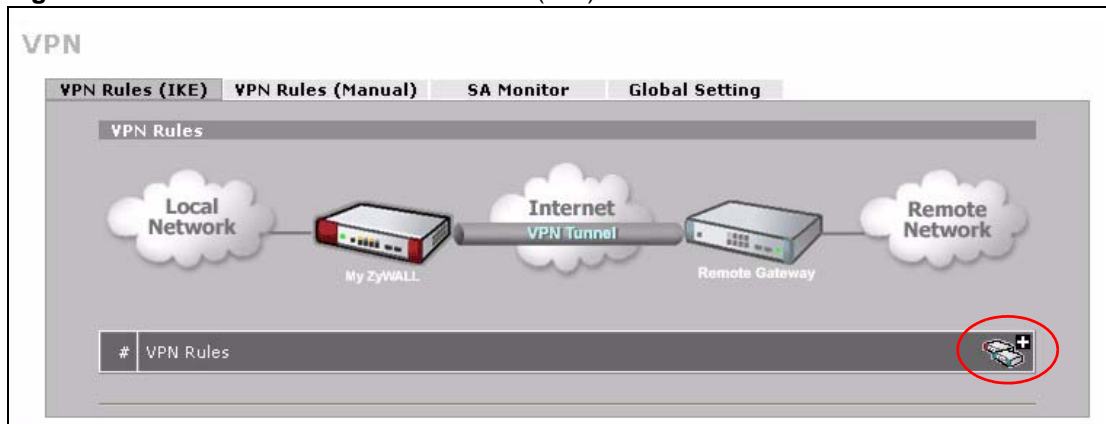 VPN
VPN Rules (IKE) VPN Rules (Manual) SA Monitor Global Setting
VPN Rules
Local
Network
My ZyWALL
Internet
VPN Tunnel
Remote Gateway
Remote
Network
# VPN Rules